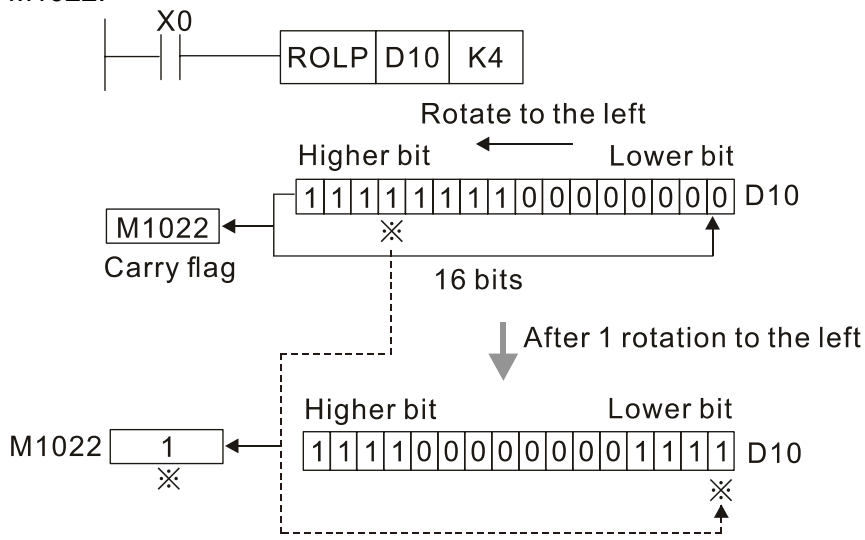 M1022.
X0
ROLP D10 K4
Rotate to the left
Higher bit Lower bit
1 1 1 1 1 1 1 1 0 0 0 0 0 0 0 0 D10
M1022 ※
Carry flag
16 bits
After 1 rotation to the left
Higher bit Lower bit
M1022 1 1 1 1 1 0 0 0 0 0 0 0 0 1 1 1 1 D10
※ ※